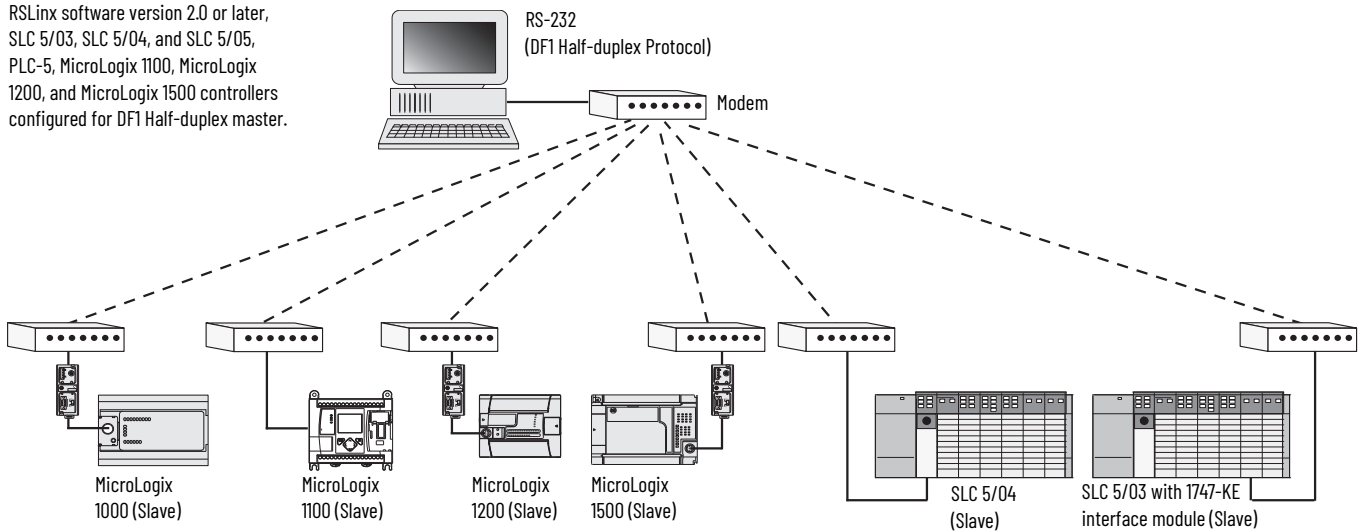 RSLinx software version 2.0 or later,
SLC 5/03, SLC 5/04, and SLC 5/05,
PLC-5, MicroLogix 1100, MicroLogix
1200, and MicroLogix 1500 controllers
configured for DF1 Half-duplex master.
RS-232
(DF1 Half-duplex Protocol)
Modem
MicroLogix
1000 (Slave)
MicroLogix
1100 (Slave)
MicroLogix
1200 (Slave)
MicroLogix
1500 (Slave)
SLC 5/04
(Slave)
SLC 5/03 with 1747-KE
interface module (Slave)